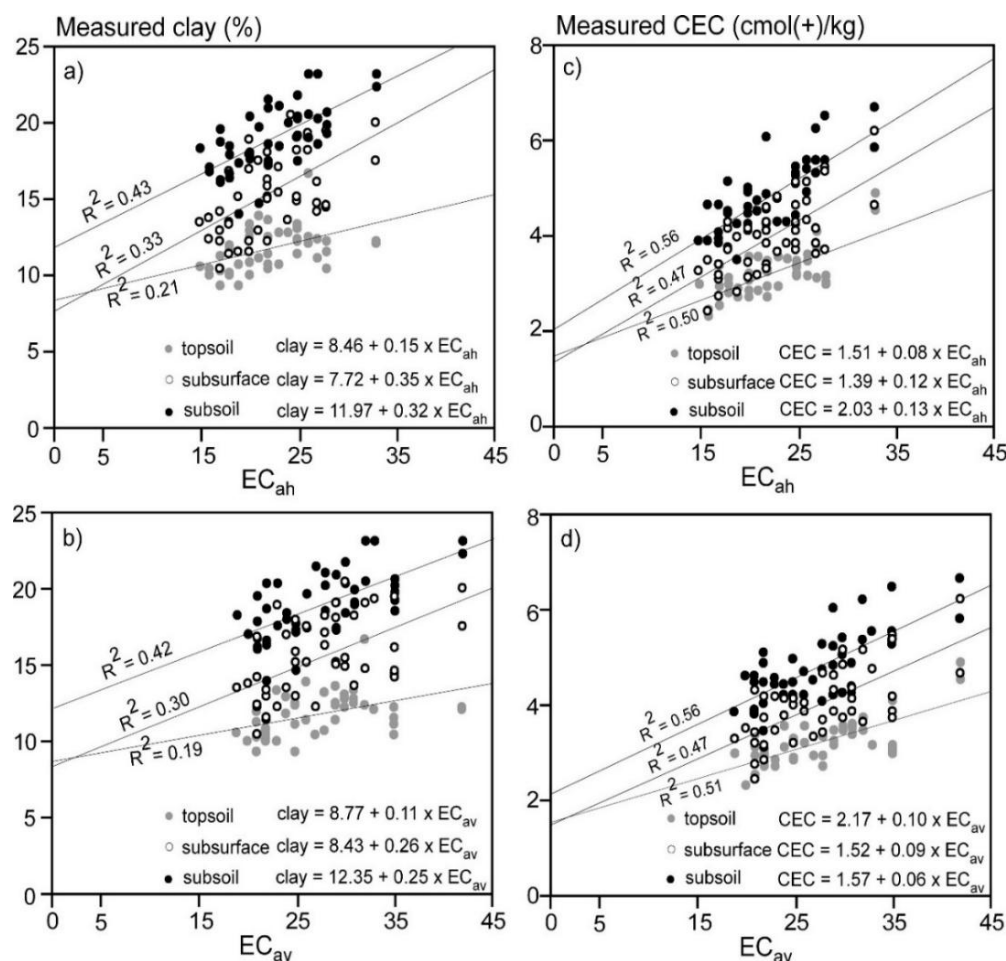 Measured clay (%)
25
20
15
10
5
0
a)
R² = 0.43
R² = 0.33
R² = 0.21
topsoil clay = 8.46 + 0.15 x ECah
subsurface clay = 7.72 + 0.35 x ECah
subsoil clay = 11.97 + 0.32 x ECah
0 5 15 25 35 45
ECah
Measured CEC (cmol(+)/kg)
8
6
4
2
0
c)
R² = 0.56
R² = 0.47
R² = 0.50
topsoil CEC = 1.51 + 0.08 x ECah
subsurface CEC = 1.39 + 0.12 x ECah
subsoil CEC = 2.03 + 0.13 x ECah
0 5 15 25 35 45
ECah
25
20
15
10
5
0
b)
R² = 0.42
R² = 0.30
R² = 0.19
topsoil clay = 8.77 + 0.11 x ECav
subsurface clay = 8.43 + 0.26 x ECav
subsoil clay = 12.35 + 0.25 x ECav
0 5 15 25 35 45
ECav
8
6
4
2
0
d)
R² = 0.56
R² = 0.47
R² = 0.51
topsoil CEC = 2.17 + 0.10 x ECav
subsurface CEC = 1.52 + 0.09 x ECav
subsoil CEC = 1.57 + 0.06 x ECav
0 5 15 25 35 45
ECav